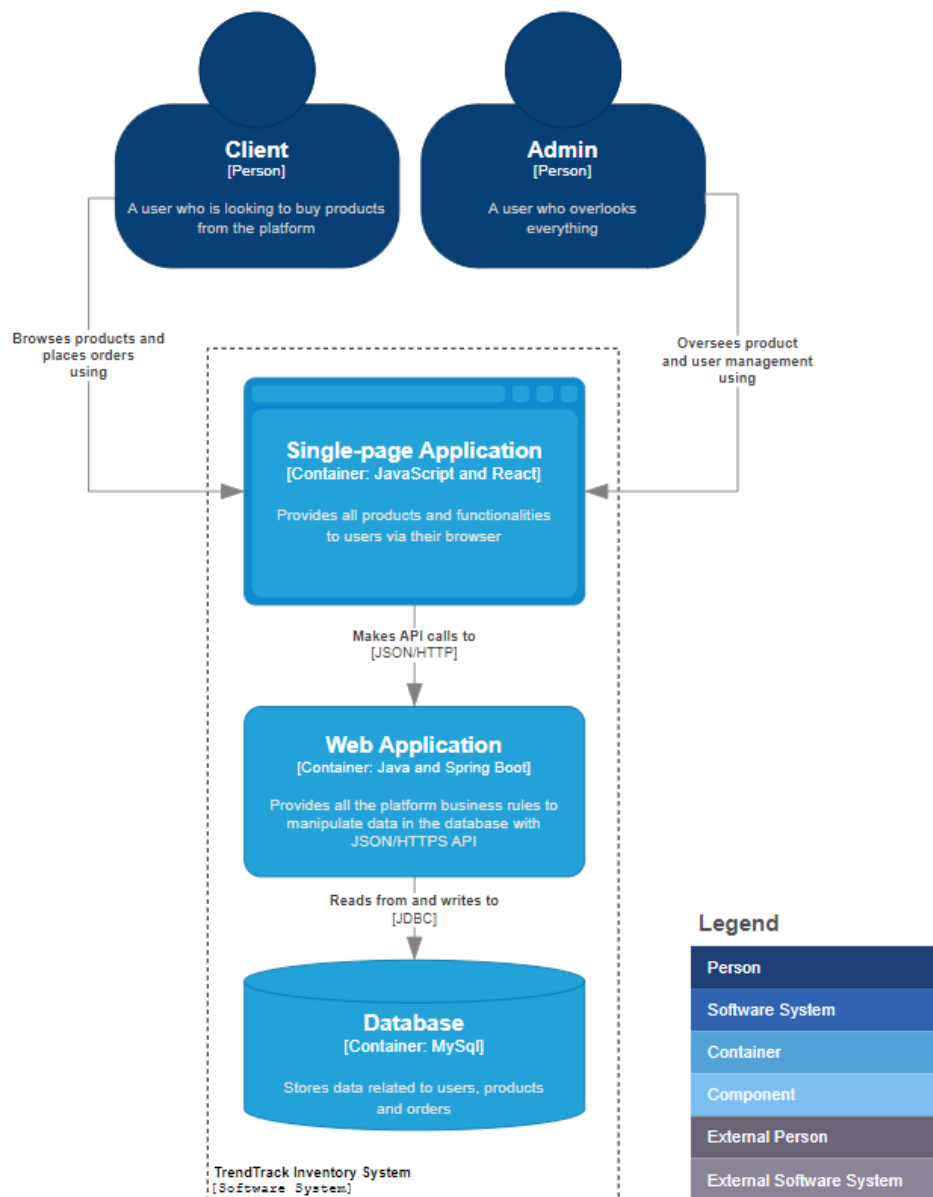 Client
[Person]
A user who is looking to buy products
from the platform
Admin
[Person]
A user who overlooks
everything
Browses products and
places orders
using
Oversees product
and user management
using
Single-page Application
[Container: JavaScript and React]
Provides all products and functionalities
to users via their browser
Makes API calls to
[JSON/HTTP]
Web Application
[Container: Java and Spring Boot]
Provides all the platform business rules to
manipulate data in the database with
JSON/HTTPS API
Reads from and writes to
[JDBC]
Database
[Container: MySql]
Stores data related to users, products
and orders
TrendTrack Inventory System
[Software System]
Legend
Person
Software System
Container
Component
External Person
External Software System